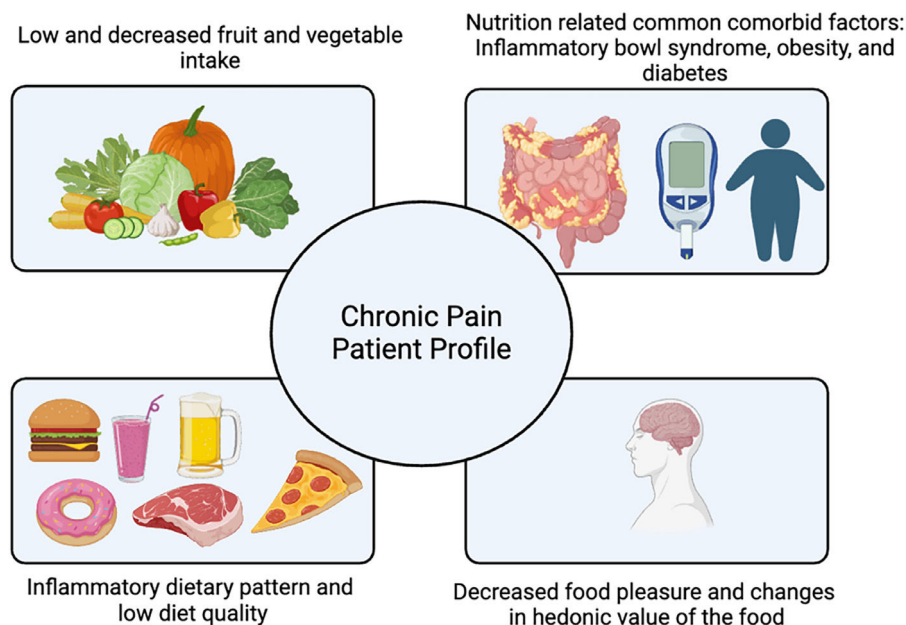 Low and decreased fruit and vegetable
intake
Nutrition related common comorbid factors:
Inflammatory bowl syndrome, obesity, and
diabetes
Chronic Pain
Patient Profile
Inflammatory dietary pattern and
low diet quality
Decreased food pleasure and changes
in hedonic value of the food